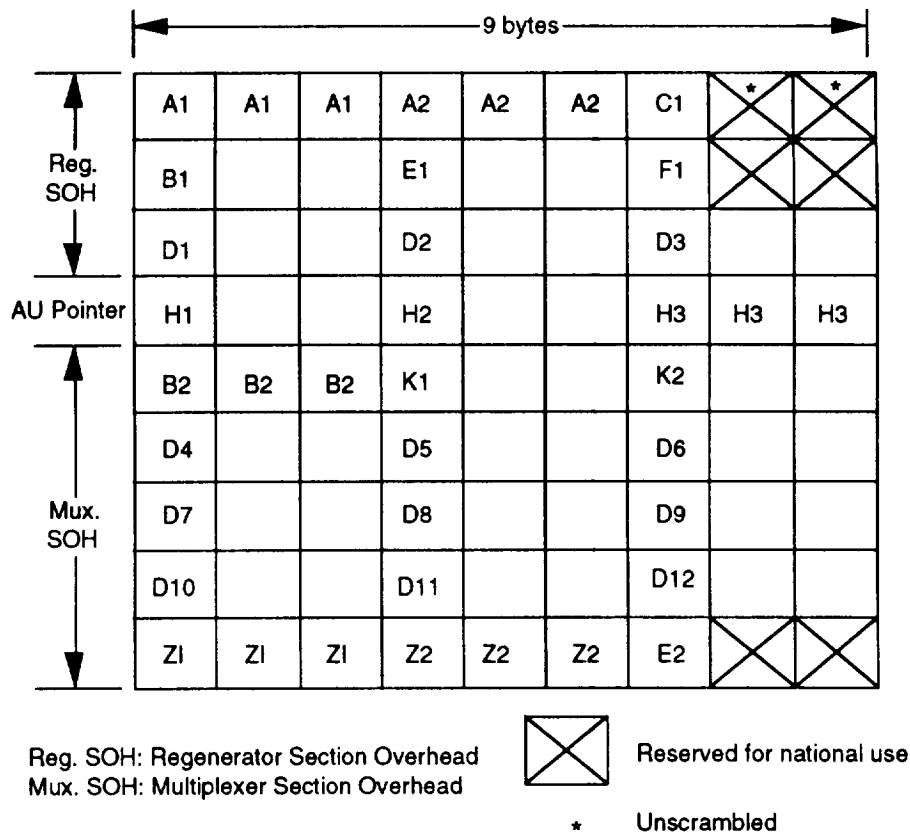 9 bytes
A1 A1 A1 A2 A2 A2 C1 * *
Reg.
SOH
B1 E1 F1
D1 D2 D3
AU Pointer H1 H2 H3 H3 H3
B2 B2 B2 K1 K2
D4 D5 D6
Mux.
SOH
D7 D8 D9
D10 D11 D12
ZI ZI ZI Z2 Z2 Z2 E2
Reg. SOH: Regenerator Section Overhead
Mux. SOH: Multiplexer Section Overhead
Reserved for national use
* Unscrambled